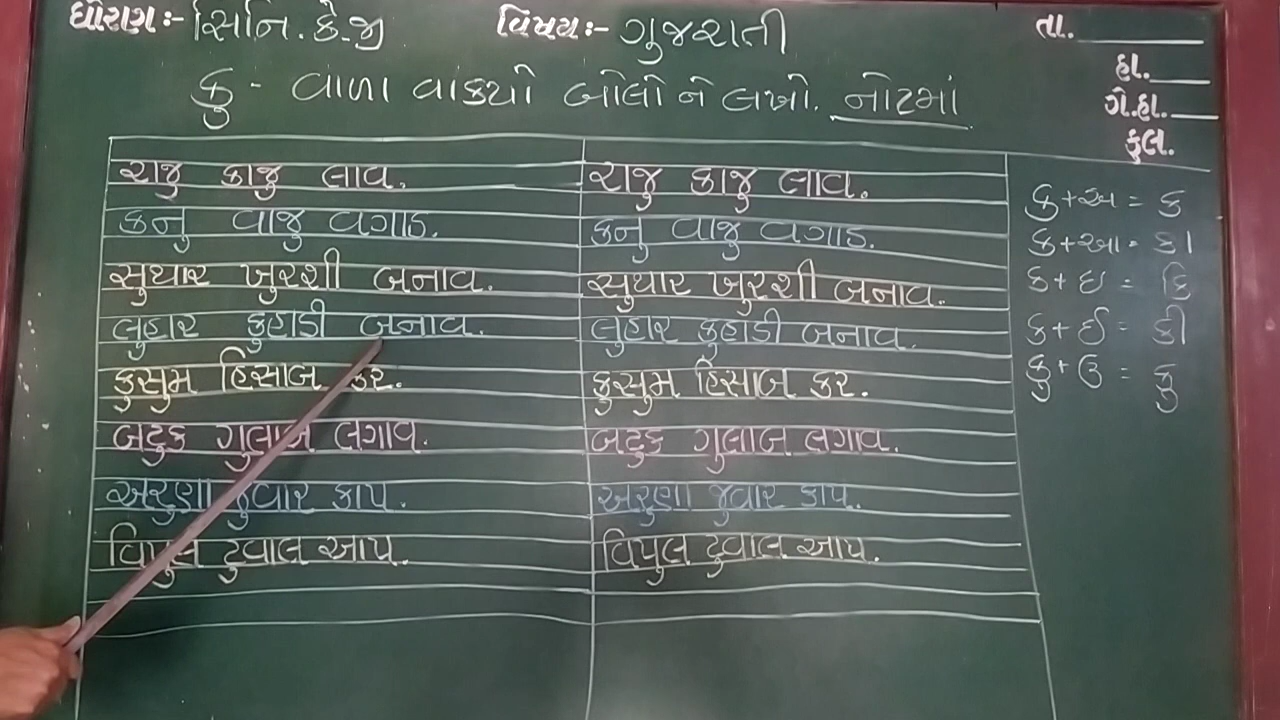 ધોરણઃ- સિનિ. કે.જી વિષયઃ- ગુજરાતી તા.
હા.
કુ - વાળા વાક્યો બોલો ને લખો. નોટમાં
ગે.હા.
કુલ.
રાજુ કાજુ લાવ. રાજુ કાજુ લાવ.
કનુ વાજુ વગાડ. કનુ વાજુ વગાડ.
સુથાર ખુરશી બનાવ. સુથાર ખુરશી બનાવ.
લુહાર કુહાડી બનાવ. લુહાર કુહાડી બનાવ.
કુસુમ હિસાબ કર. કુસુમ હિસાબ કર.
બટુક ગુલાબ લગાવ. બટુક ગુલાબ લગાવ.
અરુણા જુવાર કાપ. અરુણા જુવાર કાપ.
વિપુલ ટુવાલ આપ. વિપુલ ટુવાલ આપ.
ક+અ = ક
ક+આ = કા
ક+ઇ = કિ
ક+ઈ = કી
ક+ઉ = કુ